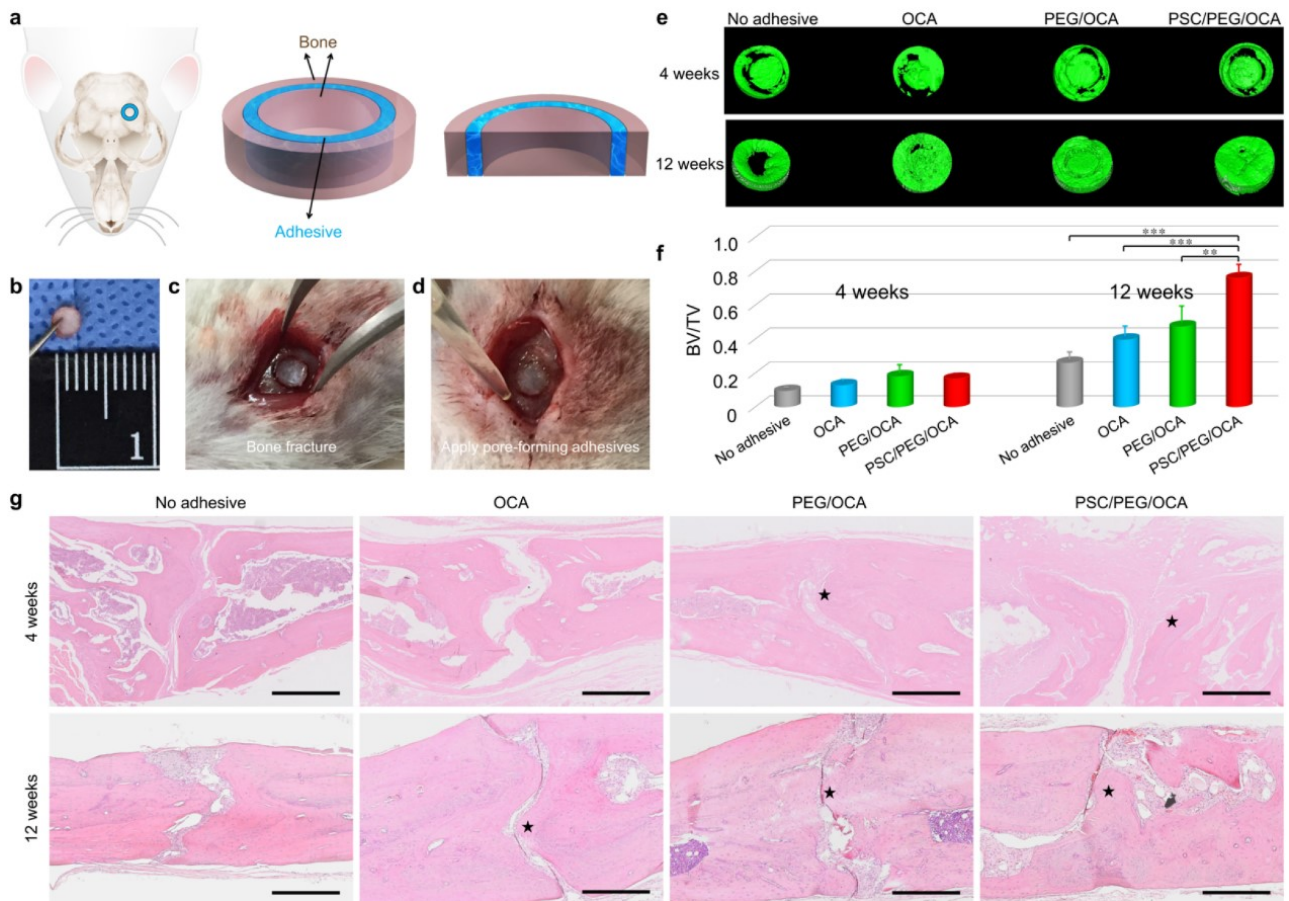 a
Bone
Adhesive
b
1
c
Bone fracture
d
Apply pore-forming adhesives
e
No adhesive OCA PEG/OCA PSC/PEG/OCA
4 weeks
12 weeks
f
BV/TV
1.0
0.8
0.6
0.4
0.2
0
4 weeks
12 weeks
***
***
**
No adhesive
OCA
PEG/OCA
PSC/PEG/OCA
No adhesive
OCA
PEG/OCA
PSC/PEG/OCA
g
No adhesive OCA PEG/OCA PSC/PEG/OCA
4 weeks
12 weeks